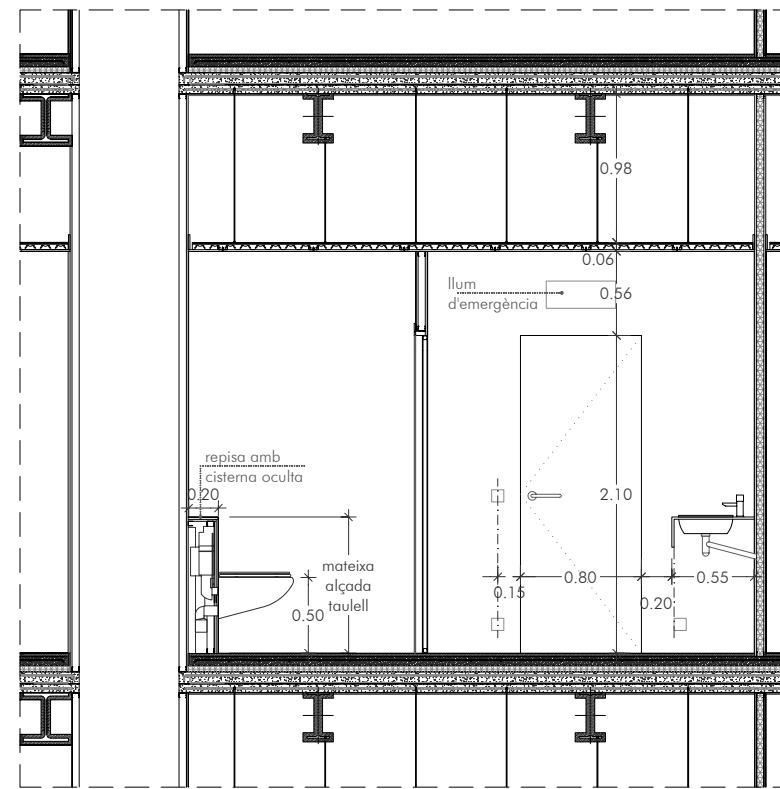 0.98
0.06
llum
d'emergència
0.56
repisa amb
cisterna oculta
0.20
2.10
mateixa
alçada
taulell
0.50
0.15
0.80
0.20
0.55